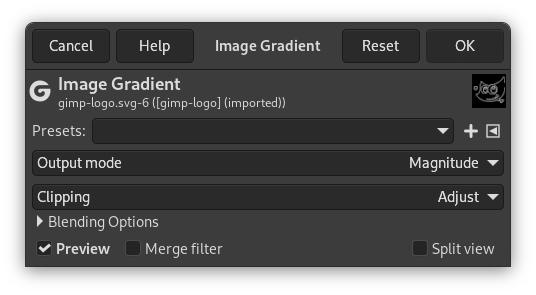 Cancel Help Image Gradient Reset OK
Image Gradient
gimp-logo.svg-6 ([gimp-logo] (imported))
Presets:
Output mode Magnitude
Clipping Adjust
Blending Options
Preview Merge filter Split view